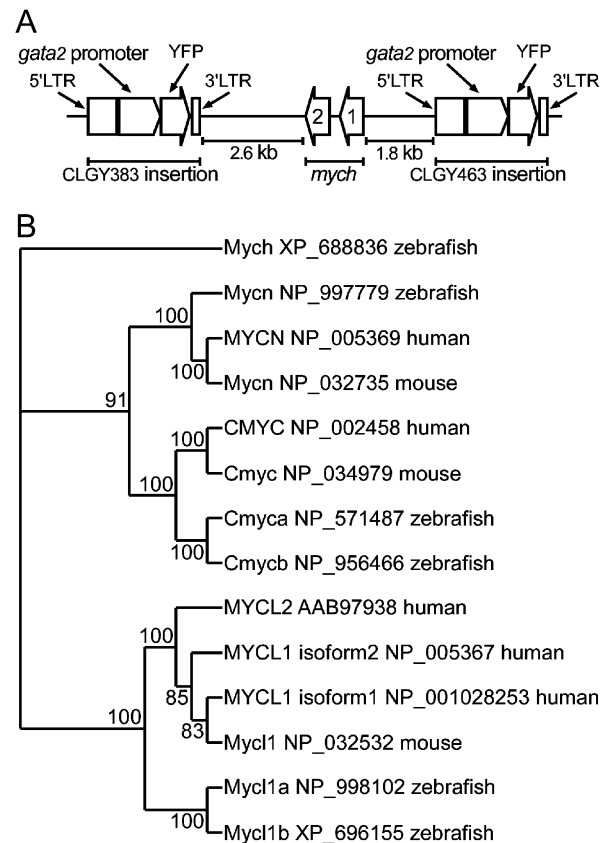 A
gata2 promoter YFP
5'LTR 3'LTR
gata2 promoter YFP
5'LTR 3'LTR
2 1
2.6 kb 1.8 kb
CLGY383 insertion mych CLGY463 insertion
B
Mych XP_688836 zebrafish
Mycn NP_997779 zebrafish
100
MYCN NP_005369 human
100
Mycn NP_032735 mouse
91
CMYC NP_002458 human
100
Cmyc NP_034979 mouse
100
Cmyca NP_571487 zebrafish
100
Cmycb NP_956466 zebrafish
MYCL2 AAB97938 human
100
MYCL1 isoform2 NP_005367 human
85
MYCL1 isoform1 NP_001028253 human
83
Mycl1 NP_032532 mouse
100
Mycl1a NP_998102 zebrafish
100
Mycl1b XP_696155 zebrafish